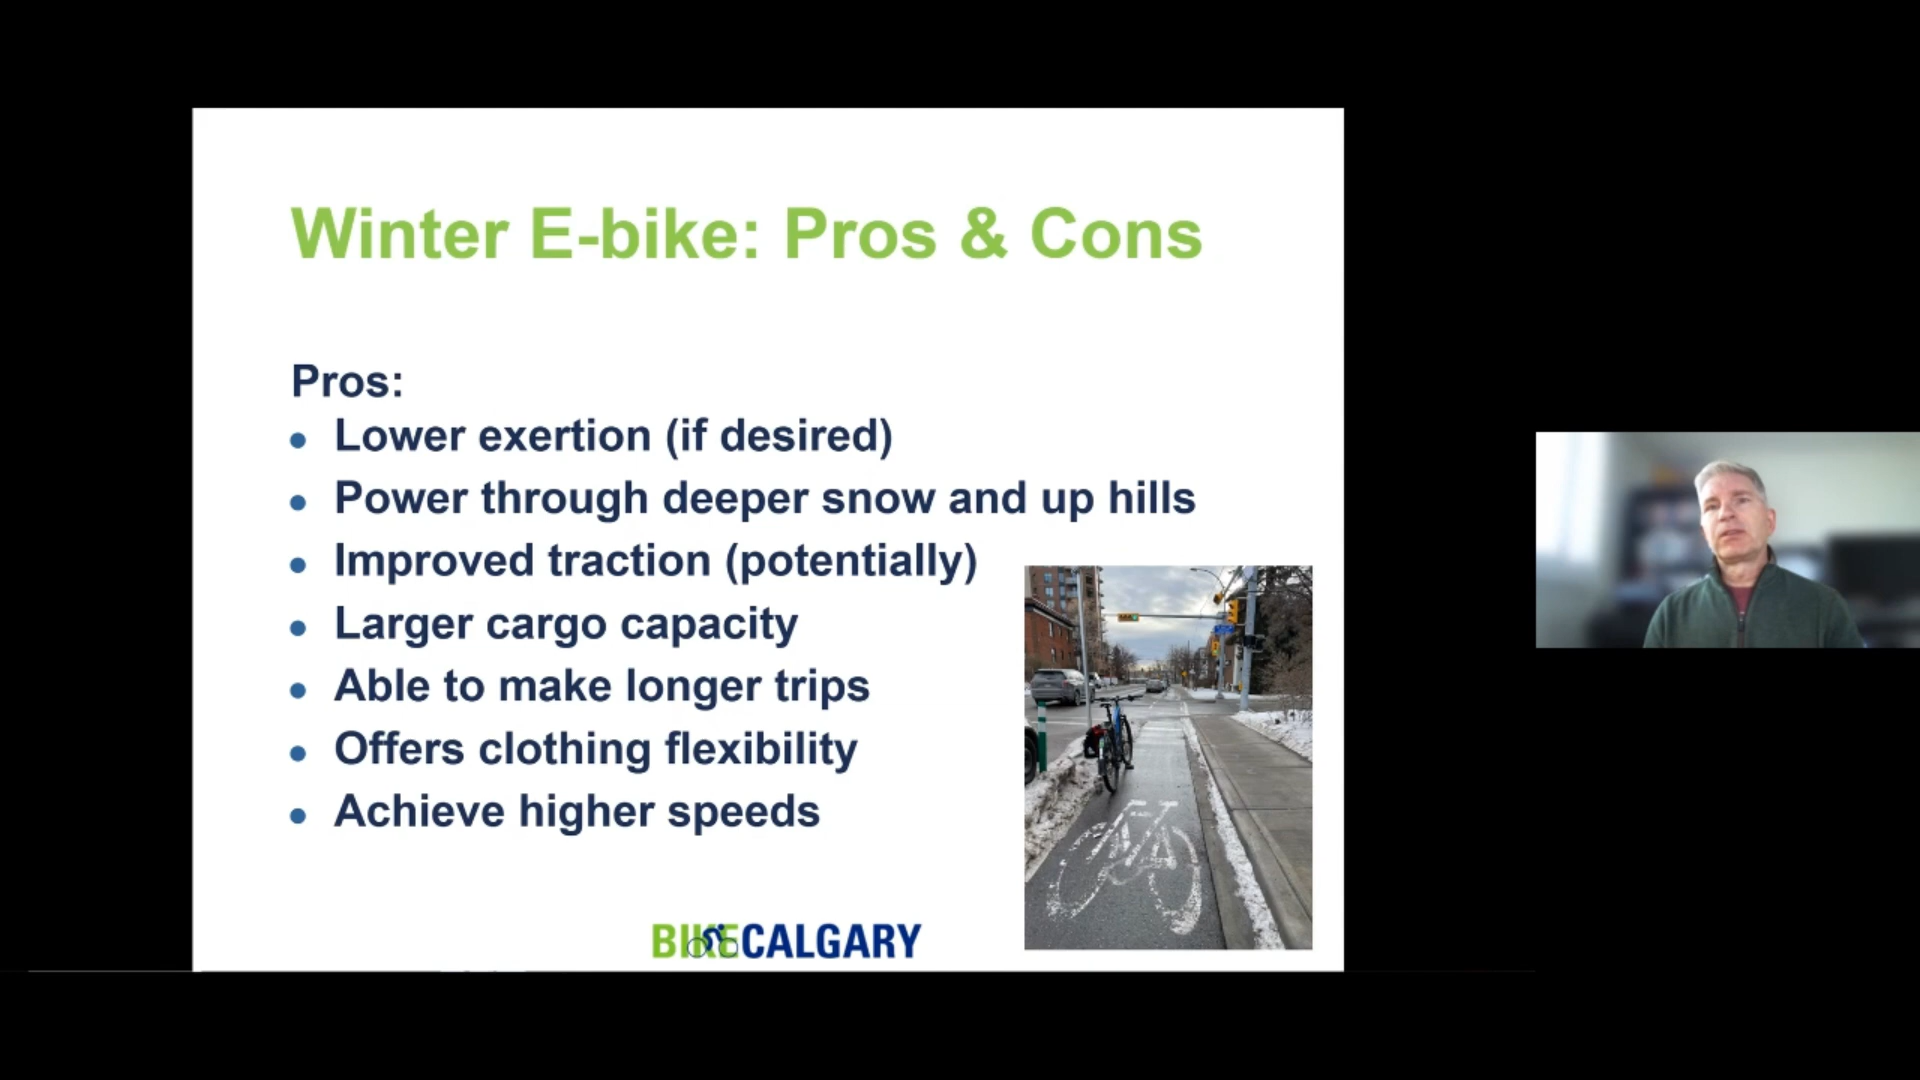 Winter E-bike: Pros & Cons
Pros:
Lower exertion (if desired)
Power through deeper snow and up hills
Improved traction (potentially)
Larger cargo capacity
Able to make longer trips
Offers clothing flexibility
Achieve higher speeds
BIKECALGARY